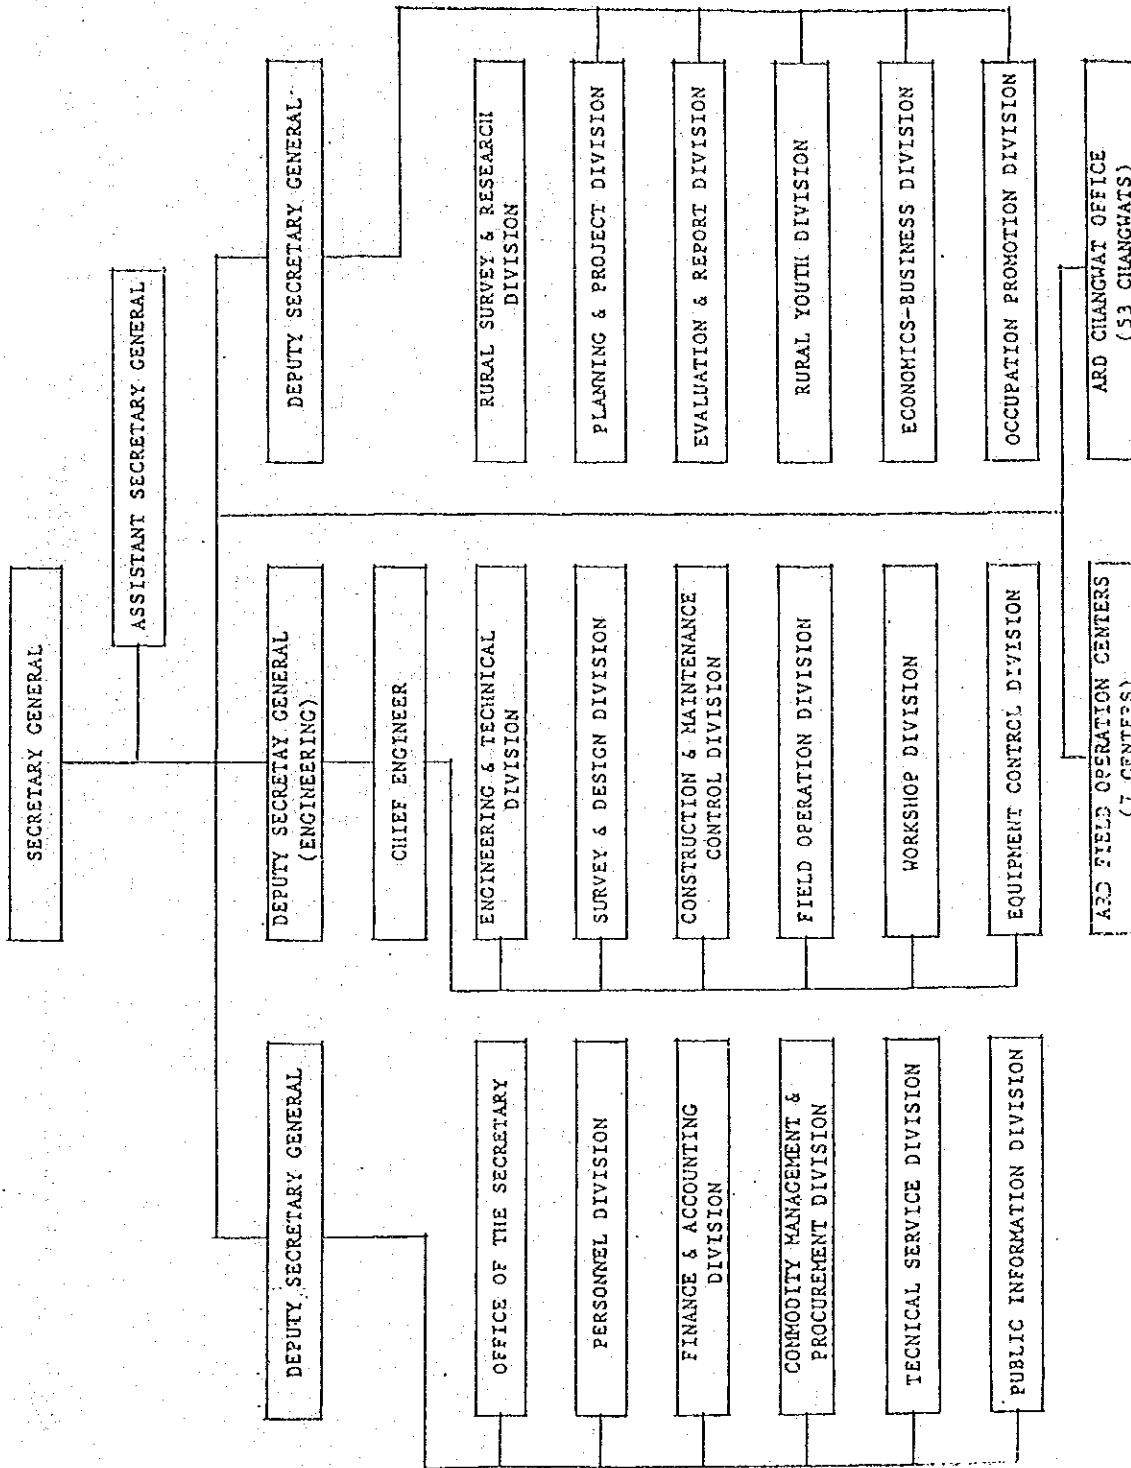 SECRETARY GENERAL
ASSISTANT SECRETARY GENERAL
DEPUTY SECRETARY GENERAL
DEPUTY SECRETAY GENERAL
(ENGINEERING)
DEPUTY SECRETARY GENERAL
CHIEF ENGINEER
OFFICE OF THE SECRETARY
PERSONNEL DIVISION
FINANCE & ACCOUNTING
DIVISION
COMMODITY MANAGEMENT &
PROCUREMENT DIVISION
TECNICAL SERVICE DIVISION
PUBLIC INFORMATION DIVISION
ENGINEERING & TECHNICAL
DIVISION
SURVEY & DESIGN DIVISION
CONSTRUCTION & MAINTENANCE
CONTROL DIVISION
FIELD OPERATION DIVISION
WORKSHOP DIVISION
EQUIPMENT CONTROL DIVISION
RURAL SURVEY & RESEARCH
DIVISION
PLANNING & PROJECT DIVISION
EVALUATION & REPORT DIVISION
RURAL YOUTH DIVISION
ECONOMICS-BUSINESS DIVISION
OCCUPATION PROMOTION DIVISION
ARD FIELD OPERATION CENTERS
(7 CENTERS)
ARD CHANGWAT OFFICE
(53 CHANGWATS)